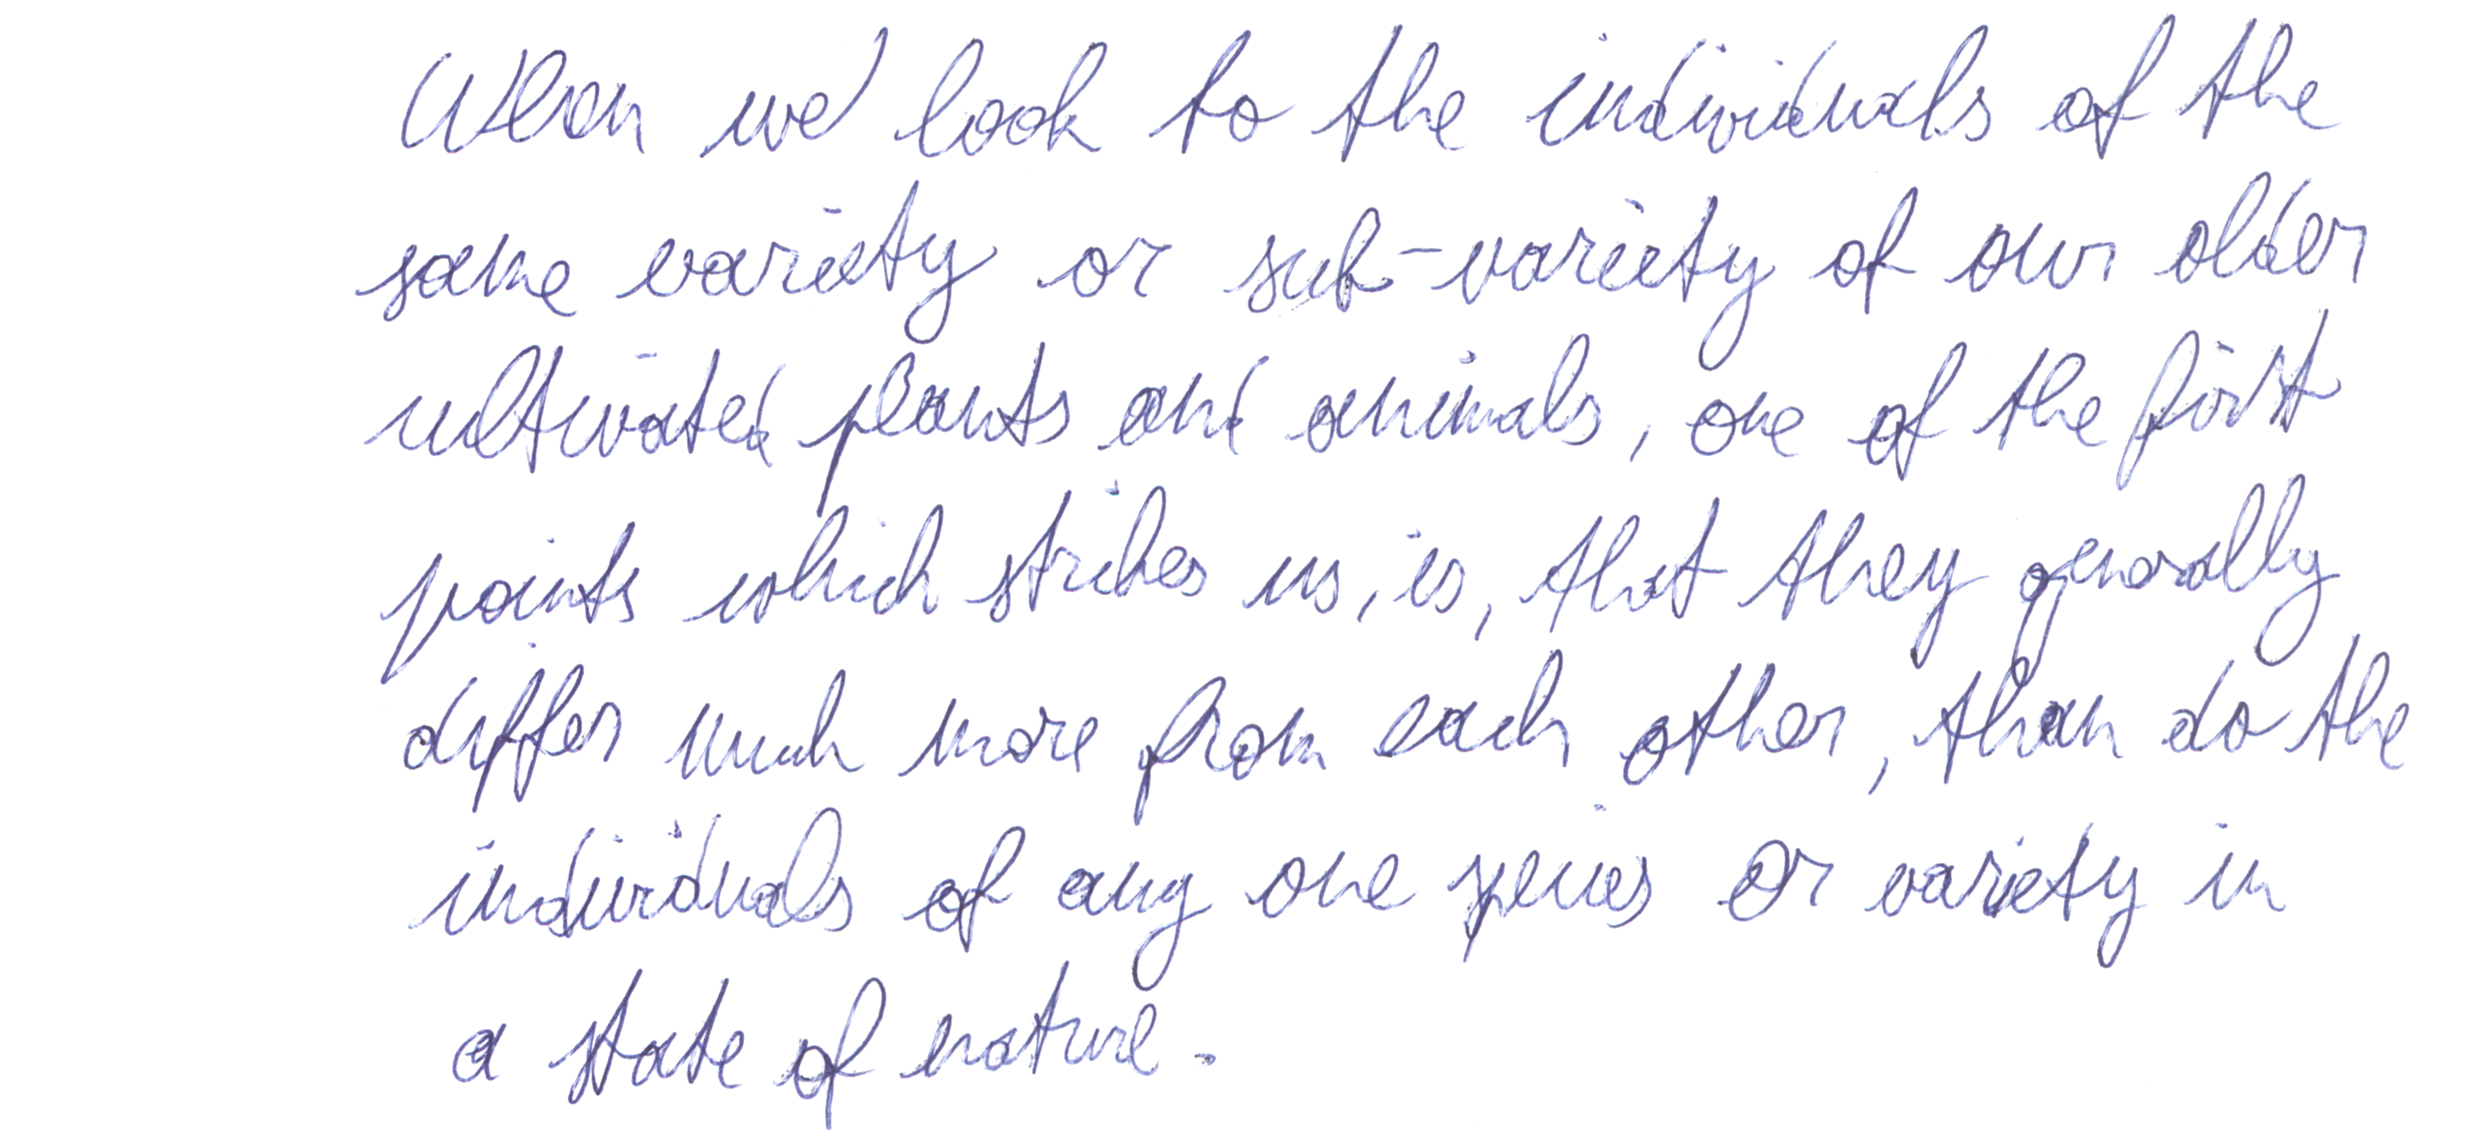 When we look to the individuals of the
same variety or sub-variety of our older
cultivated plants and animals, one of the first
points which strikes us, is, that they generally
differ much more from each other, than do the
individuals of any one species or variety in
a state of nature.